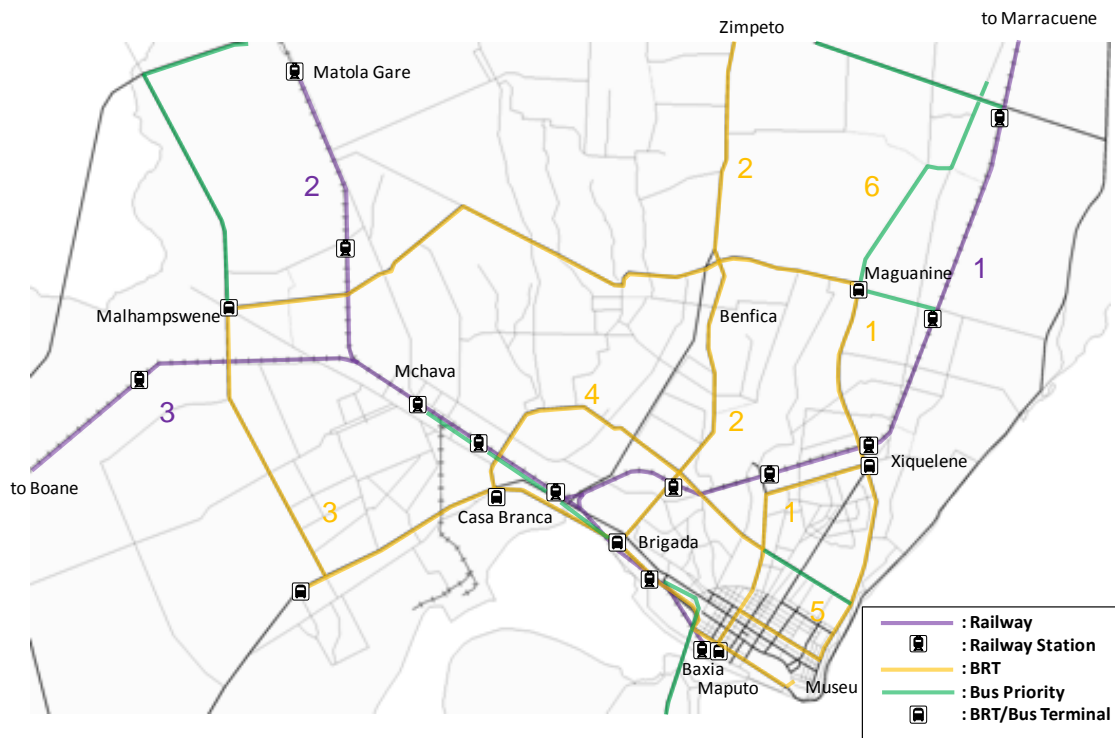 to Marracuene
Zimpeto
Matola Gare
2
2
6
Maguanine
1
Malhampswene
Benfica
1
Mchava
4
3
2
Xiquelene
to Boane
3
Casa Branca
1
Brigada
5
Baxia
Maputo
Museu
: Railway
: Railway Station
: BRT
: Bus Priority
: BRT/Bus Terminal